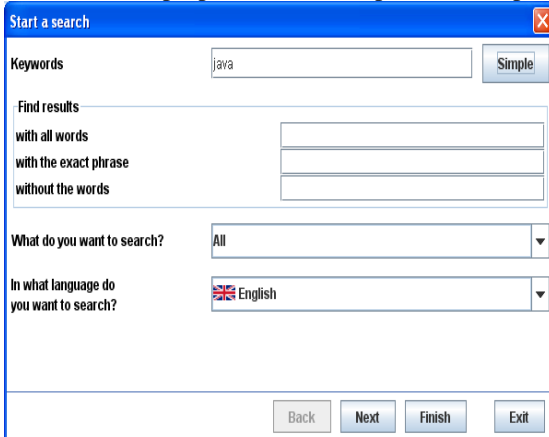 Start a search
Keywords java Simple
Find results
with all words
with the exact phrase
without the words
What do you want to search? All
In what language do
you want to search? English
Back Next Finish Exit